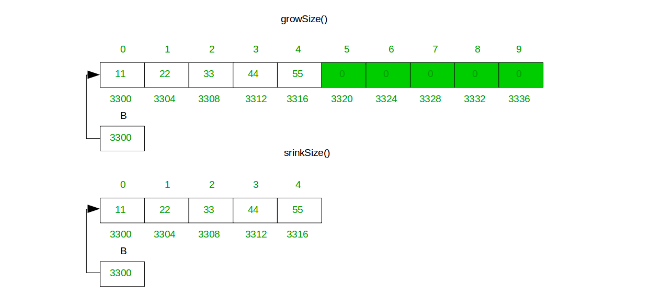 growSize()
0 1 2 3 4 5 6 7 8 9
11 22 33 44 55 0 0 0 0 0
3300 3304 3308 3312 3316 3320 3324 3328 3332 3336
B
3300
srinkSize()
0 1 2 3 4
11 22 33 44 55
3300 3304 3308 3312 3316
B
3300